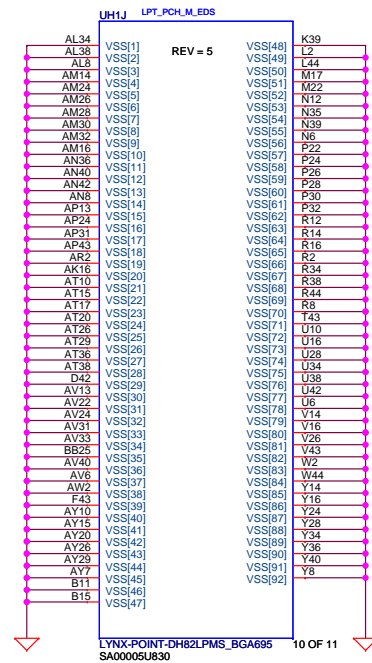 UH1J LPT_PCH_M_EDS
REV = 5
AL34 VSS[1] VSS[48] K39
AL38 VSS[2] VSS[49] L2
AL8 VSS[3] VSS[50] L44
AM14 VSS[4] VSS[51] M17
AM24 VSS[5] VSS[52] M22
AM26 VSS[6] VSS[53] N12
AM28 VSS[7] VSS[54] N35
AM30 VSS[8] VSS[55] N39
AM32 VSS[9] VSS[56] N6
AM16 VSS[10] VSS[57] P22
AN36 VSS[11] VSS[58] P24
AN40 VSS[12] VSS[59] P26
AN42 VSS[13] VSS[60] P28
AN8 VSS[14] VSS[61] P30
AP13 VSS[15] VSS[62] P32
AP24 VSS[16] VSS[63] R12
AP31 VSS[17] VSS[64] R14
AP43 VSS[18] VSS[65] R16
AR2 VSS[19] VSS[66] R2
AK16 VSS[20] VSS[67] R34
AT10 VSS[21] VSS[68] R38
AT15 VSS[22] VSS[69] R44
AT17 VSS[23] VSS[70] R8
AT20 VSS[24] VSS[71] T43
AT26 VSS[25] VSS[72] U10
AT29 VSS[26] VSS[73] U16
AT36 VSS[27] VSS[74] U28
AT38 VSS[28] VSS[75] U34
D42 VSS[29] VSS[76] U38
AV13 VSS[30] VSS[77] U42
AV22 VSS[31] VSS[78] U6
AV24 VSS[32] VSS[79] V14
AV31 VSS[33] VSS[80] V16
AV33 VSS[34] VSS[81] V26
BB25 VSS[35] VSS[82] V43
AV40 VSS[36] VSS[83] W2
AV6 VSS[37] VSS[84] W44
AW2 VSS[38] VSS[85] Y14
F43 VSS[39] VSS[86] Y16
AY10 VSS[40] VSS[87] Y24
AY15 VSS[41] VSS[88] Y28
AY20 VSS[42] VSS[89] Y34
AY26 VSS[43] VSS[90] Y36
AY29 VSS[44] VSS[91] Y40
AY7 VSS[45] VSS[92] Y8
B11 VSS[46]
B15 VSS[47]
LYNX-POINT-DH82LPMS_BGA695 10 OF 11
SA00005U830